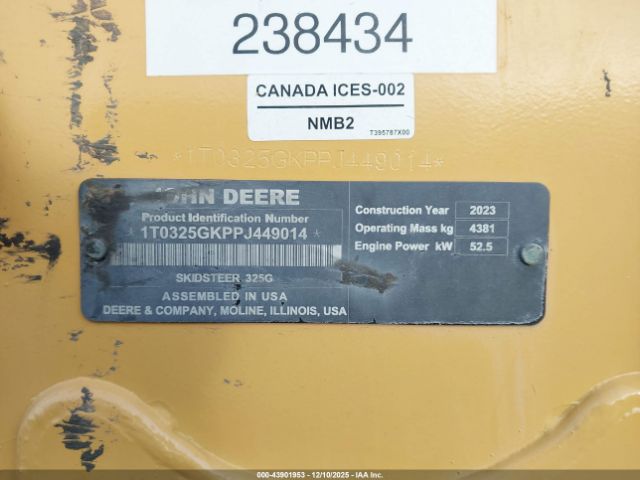 238434
CANADA ICES-002
NMB2
T395787X00
*1T0325GKPPJ449014*
JOHN DEERE
Product Identification Number
*1T0325GKPPJ449014*
SKIDSTEER 325G
ASSEMBLED IN USA
DEERE & COMPANY, MOLINE, ILLINOIS, USA
Construction Year 2023
Operating Mass kg 4381
Engine Power kW 52.5
000-43901953 - 12/10/2025 - IAA Inc.